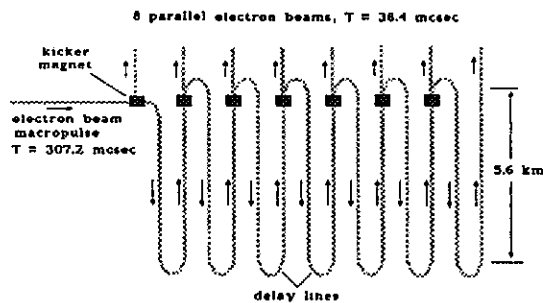 8 parallel electron beams, T = 38.4 mcsec
kicker
magnet
electron beam
macropulse
T = 307.2 mcsec
5.6 km
delay lines